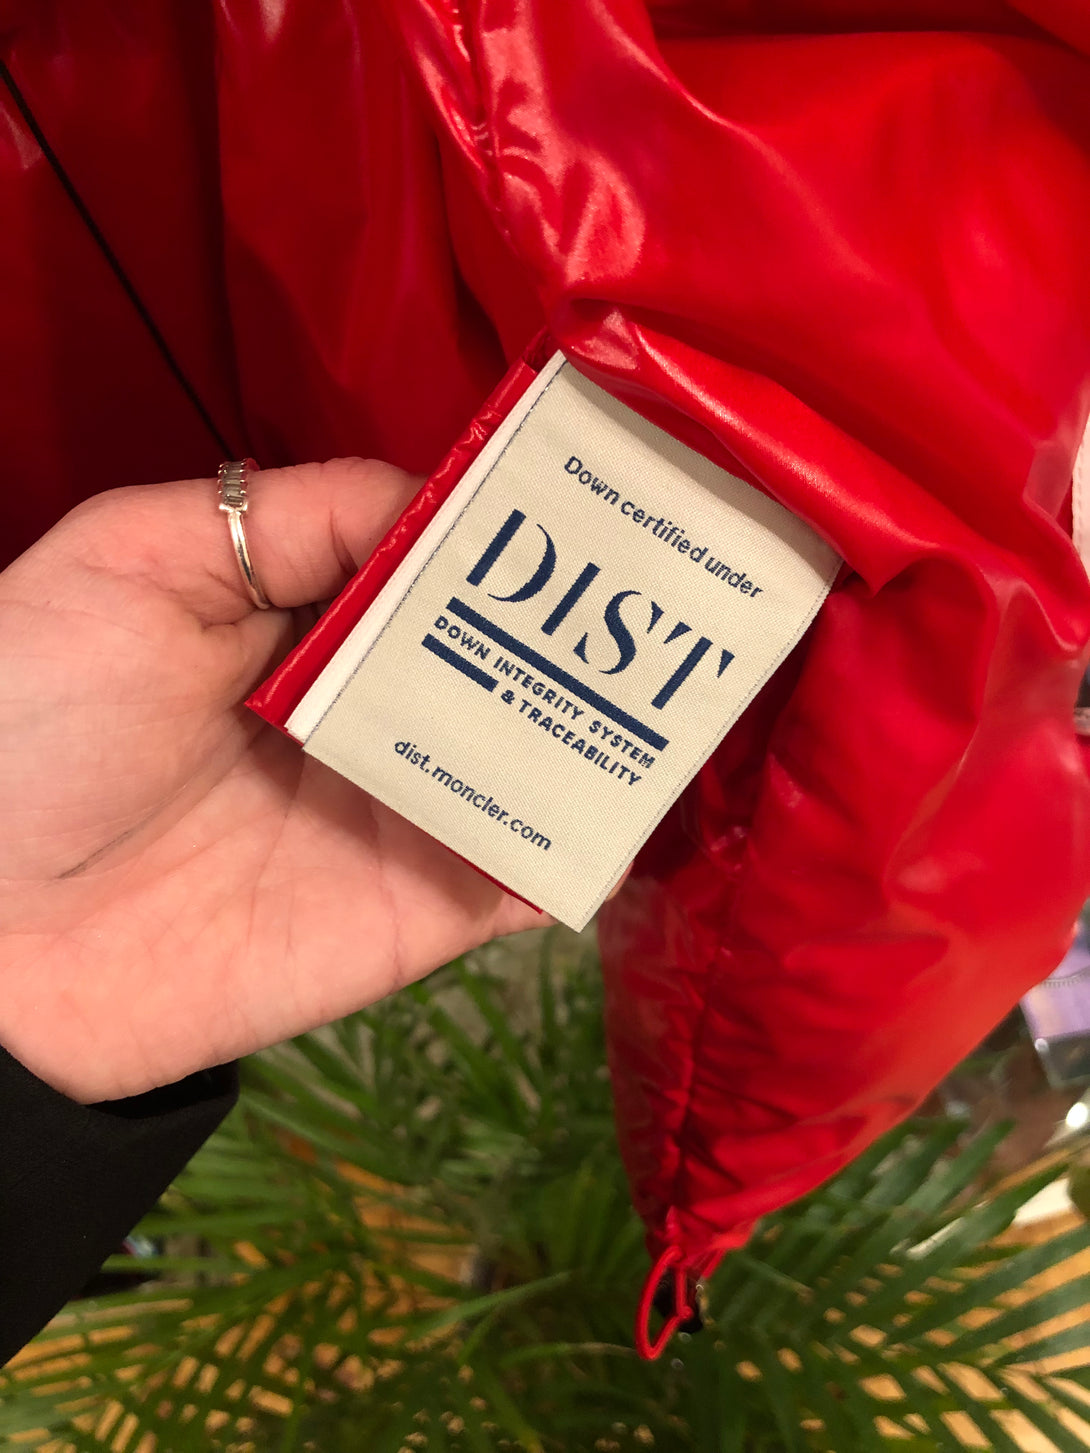 Down certified under
DIST
DOWN INTEGRITY SYSTEM
& TRACEABILITY
dist.moncler.com